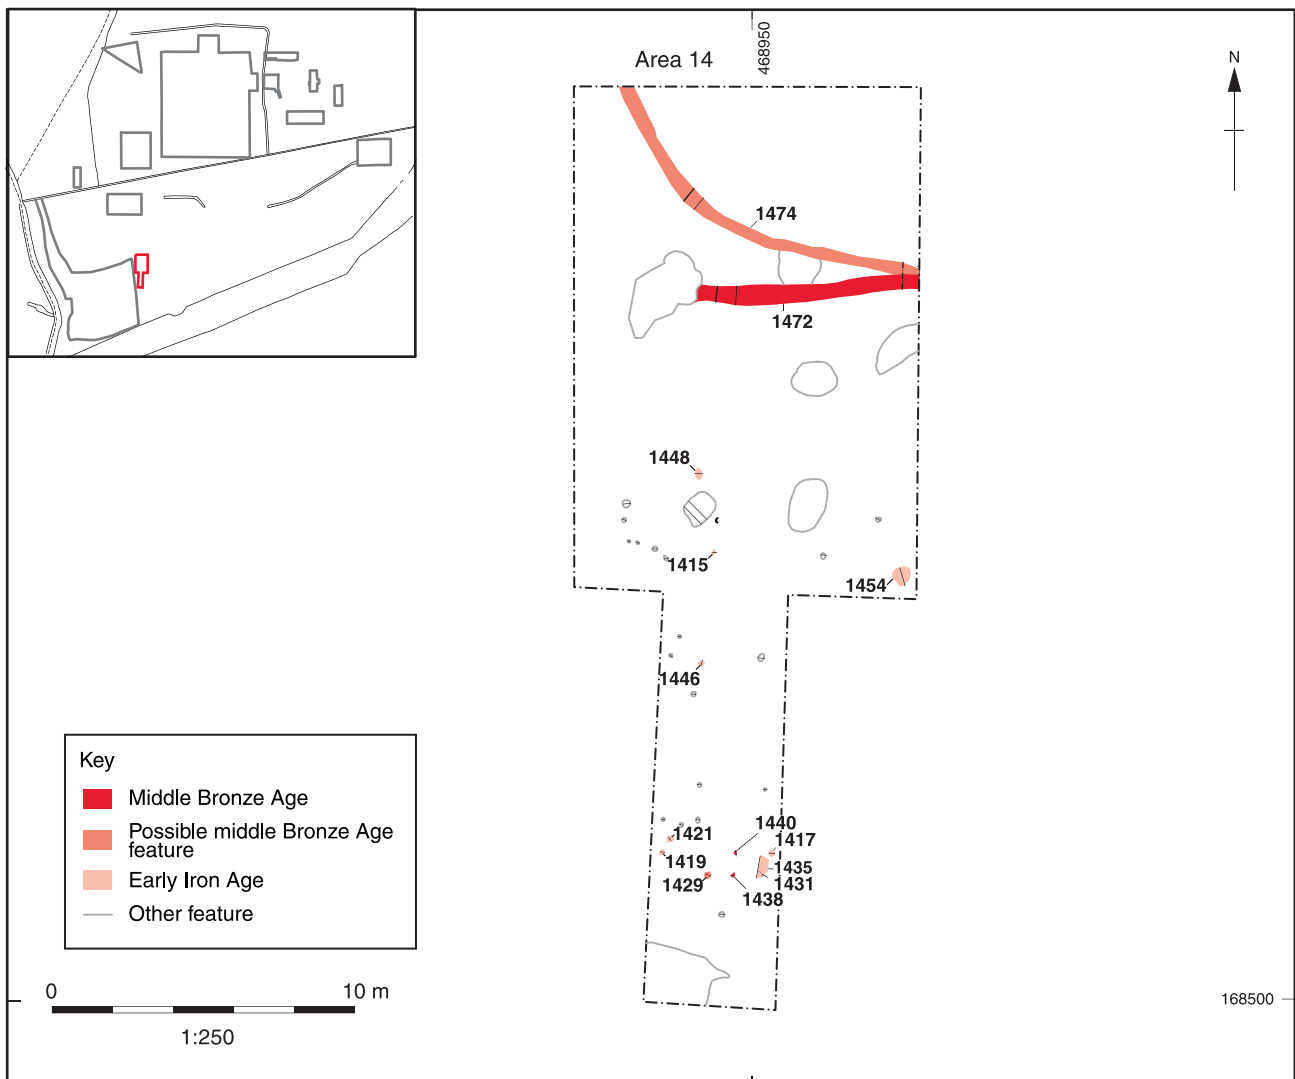 Area 14
468950
N
1474
1472
1448
1415
1454
1446
1421
1440
1417
1419
1435
1429
1431
1438
Key
Middle Bronze Age
Possible middle Bronze Age
feature
Early Iron Age
Other feature
0 10 m
1:250
168500